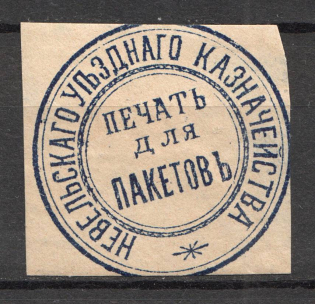 НЕВЕЛЬСКАГО УѢЗДНАГО КАЗНАЧЕЙСТВА
ПЕЧАТЬ
ДЛЯ
ПАКЕТОВЪ